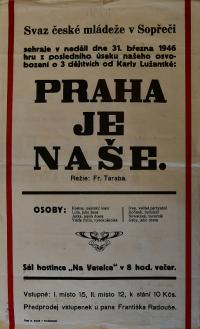 Svaz české mládeže v Sopřeči
sehraje v neděli dne 31. března 1946
hru z posledního úseku našeho osvo-
bození o 3 dějstvích od Karly Lužanské:
PRAHA
JE
NAŠE.
Režie: Fr. Taraba.
OSOBY:
Sál hostince „Na Veselce" v 8 hod. večer.
Vstupné: I. místo 15, II. místo 12, k stání 10 Kčs.
Předprodej vstupenek u pana Františka Radouše.